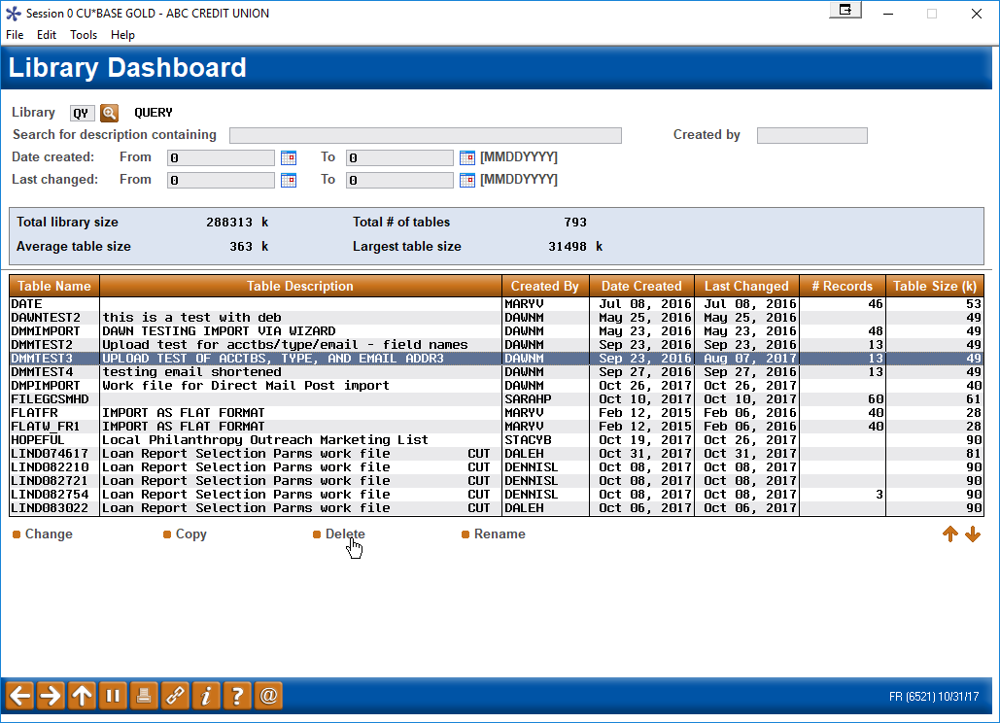 Session 0 CU*BASE GOLD - ABC CREDIT UNION
File Edit Tools Help
Library Dashboard
Library QY QUERY
Search for description containing Created by
Date created: From 0 To 0 [MMDDYYYY]
Last changed: From 0 To 0 [MMDDYYYY]
Total library size 288313 k Total # of tables 793
Average table size 363 k Largest table size 31498 k
Table Name Table Description Created By Date Created Last Changed # Records Table Size (k)
DATE MARYV Jul 08, 2016 Jul 08, 2016 46 53
DAWNTEST2 this is a test with deb DAWNM May 25, 2016 May 25, 2016 49
DMMIMPORT DAWN TESTING IMPORT VIA WIZARD DAWNM May 23, 2016 May 23, 2016 48 49
DMMTEST2 Upload test for acctbs/type/email - field names DAWNM Sep 23, 2016 Sep 23, 2016 13 49
DMMTEST3 UPLOAD TEST OF ACCTBS, TYPE, AND EMAIL ADDR3 DAWNM Sep 23, 2016 Aug 07, 2017 13 49
DMMTEST4 testing email shortened DAWNM Sep 27, 2016 Sep 27, 2016 13 49
DMPIMPORT Work file for Direct Mail Post import DAWNM Oct 26, 2017 Oct 26, 2017 40
FILEGCSMHD SARAHP Oct 10, 2017 Oct 10, 2017 60 61
FLATFR IMPORT AS FLAT FORMAT MARYV Feb 12, 2015 Feb 06, 2016 40 28
FLATW_FR1 IMPORT AS FLAT FORMAT MARYV Feb 12, 2015 Feb 06, 2016 40 28
HOPEFUL Local Philanthropy Outreach Marketing List STACYB Oct 19, 2017 Oct 26, 2017 90
LIND074617 Loan Report Selection Parms work file CUT DALEH Oct 31, 2017 Oct 31, 2017 81
LIND082210 Loan Report Selection Parms work file CUT DENNISL Oct 08, 2017 Oct 08, 2017 90
LIND082721 Loan Report Selection Parms work file CUT DENNISL Oct 08, 2017 Oct 08, 2017 90
LIND082754 Loan Report Selection Parms work file CUT DENNISL Oct 08, 2017 Oct 08, 2017 3 90
LIND083022 Loan Report Selection Parms work file CUT DALEH Oct 06, 2017 Oct 06, 2017 90
Change Copy Delete Rename
i ? @ FR (6521) 10/31/17